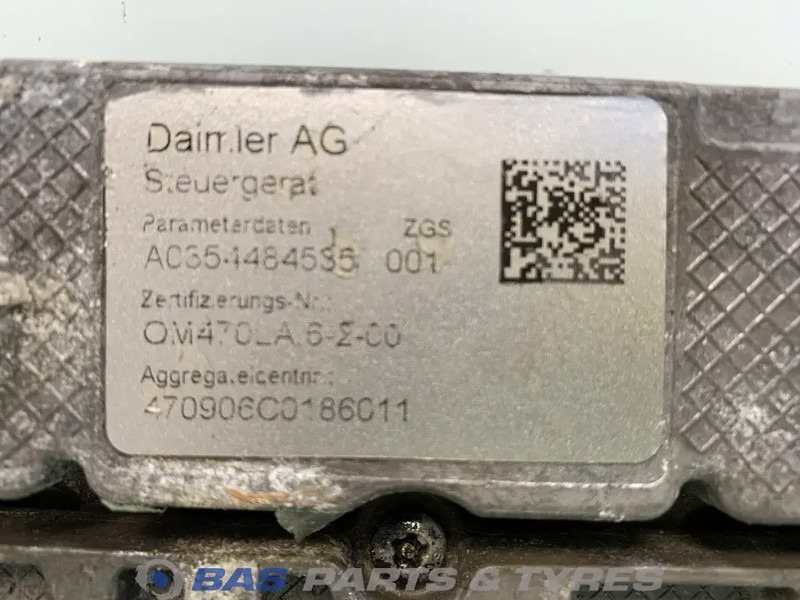 Daimler AG
Steuergerät
Parameterdaten ZGS
A0354484535 001
Zertifizierungs-Nr.:
OM470LA.6-2-00
Aggregateidentnr.:
470906C0186011
BAS PARTS & TYRES